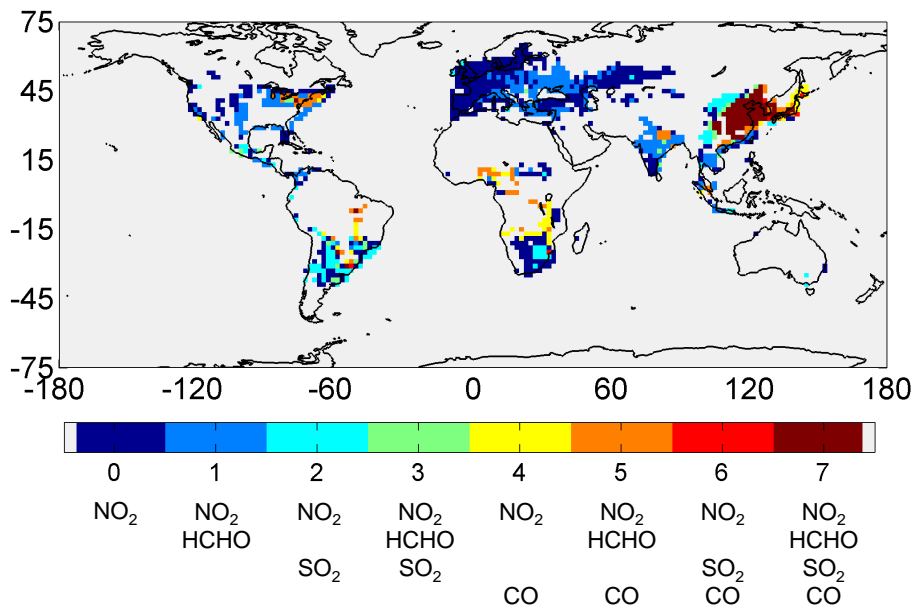 75
45
15
-15
-45
-75
-180 -120 -60 0 60 120 180
0 1 2 3 4 5 6 7
NO₂ NO₂ NO₂ NO₂ NO₂ NO₂ NO₂ NO₂
HCHO HCHO HCHO HCHO
SO₂ SO₂ SO₂ SO₂
CO CO CO CO